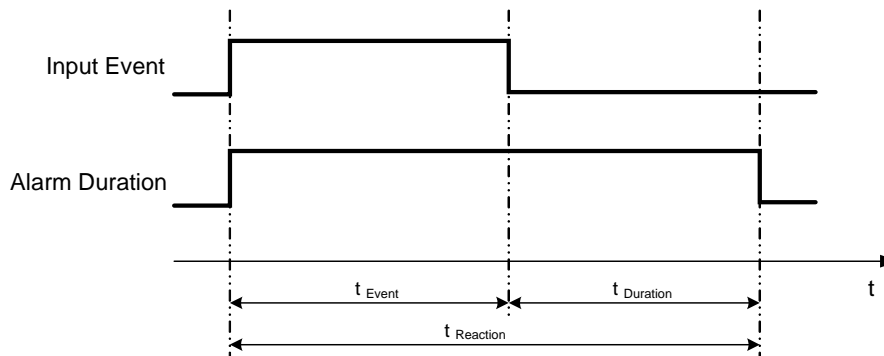 Input Event
Alarm Duration
t
t Event
t Duration
t Reaction